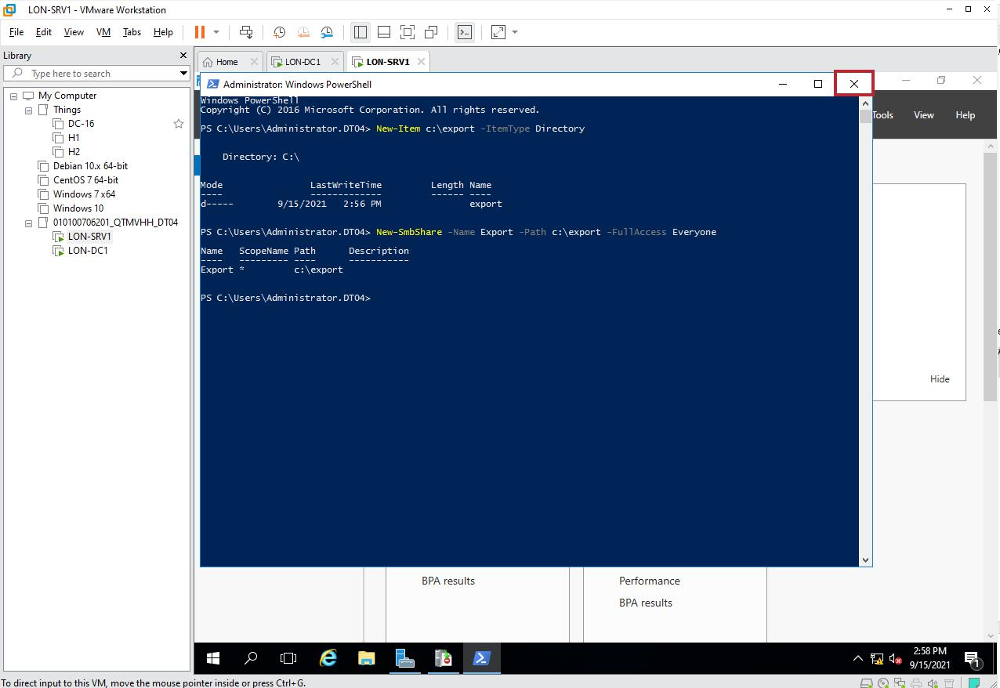 LON-SRV1 - VMware Workstation
File Edit View VM Tabs Help
Library
Type here to search
My Computer
Things
DC-16
H1
H2
Debian 10.x 64-bit
CentOS 7 64-bit
Windows 7 x64
Windows 10
010100706201_QTMVHH_DT04
LON-SRV1
LON-DC1
Home LON-DC1 LON-SRV1
Administrator: Windows PowerShell
Windows PowerShell
Copyright (C) 2016 Microsoft Corporation. All rights reserved.
PS C:\Users\Administrator.DT04> New-Item c:\export -ItemType Directory
Directory: C:\
Mode LastWriteTime Length Name
---- ------------- ------ ----
d----- 9/15/2021 2:56 PM export
PS C:\Users\Administrator.DT04> New-SmbShare -Name Export -Path c:\export -FullAccess Everyone
Name ScopeName Path Description
---- --------- ---- -----------
Export * c:\export
PS C:\Users\Administrator.DT04>
Tools View Help
Hide
BPA results
Performance
BPA results
2:58 PM
9/15/2021
1
To direct input to this VM, move the mouse pointer inside or press Ctrl+G.